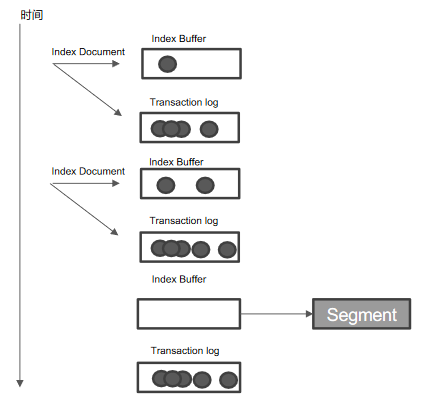 时间
Index Buffer
Index Document
Transaction log
Index Buffer
Index Document
Transaction log
Index Buffer
Segment
Transaction log